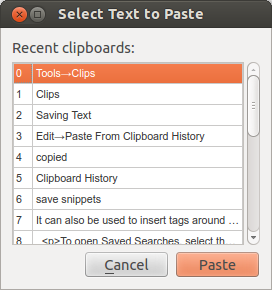 Select Text to Paste
Recent clipboards:
0 Tools→Clips
1 Clips
2 Saving Text
3 Edit→Paste From Clipboard History
4 copied
5 Clipboard History
6 save snippets
7 It can also be used to insert tags around ...
8 <p>To open Saved Searches, select th
Cancel Paste